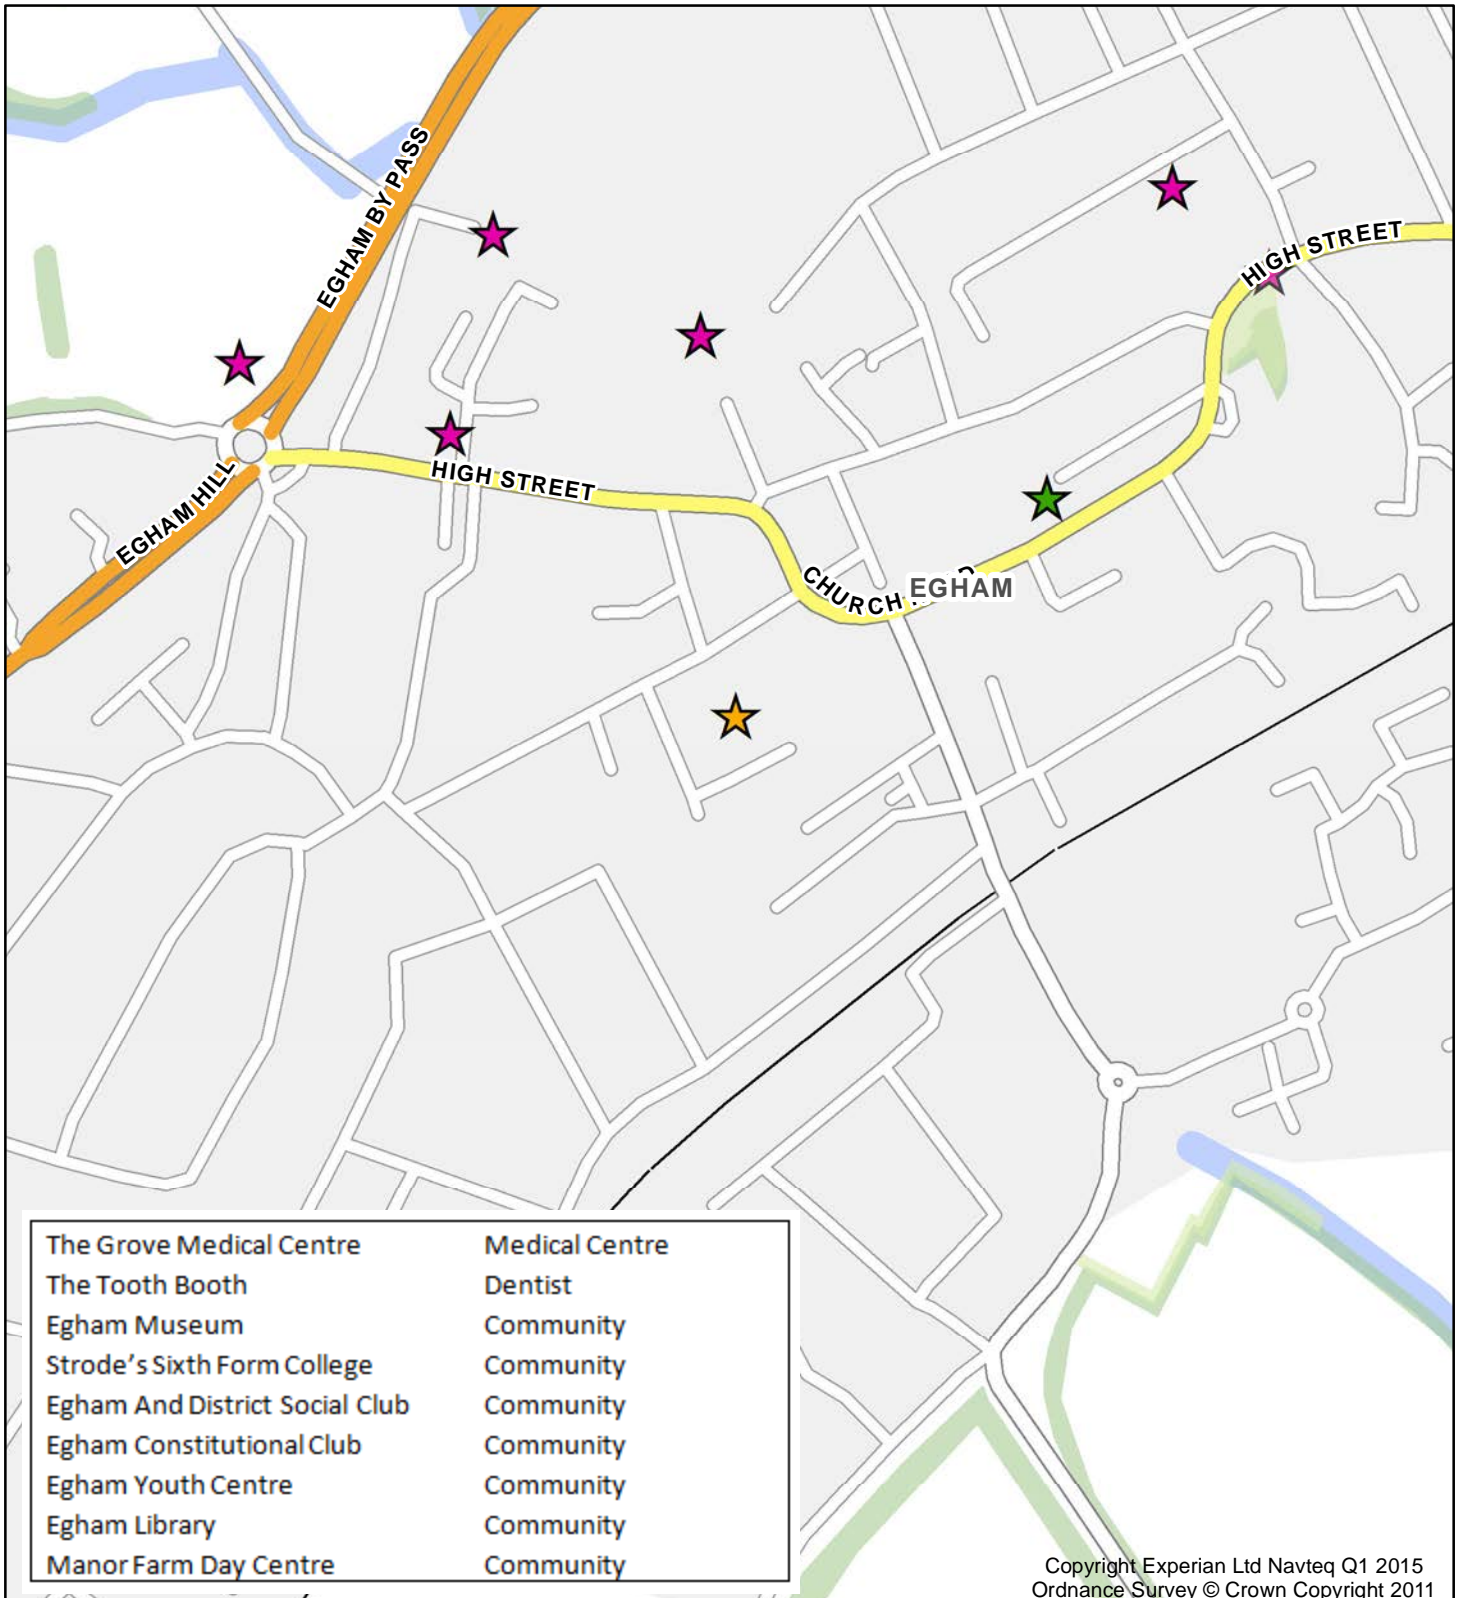 EGHAM BY PASS
HIGH STREET
EGHAM HILL
HIGH STREET
CHURCH
EGHAM
The Grove Medical Centre Medical Centre
The Tooth Booth Dentist
Egham Museum Community
Strode's Sixth Form College Community
Egham And District Social Club Community
Egham Constitutional Club Community
Egham Youth Centre Community
Egham Library Community
Manor Farm Day Centre Community
Copyright Experian Ltd Navteq Q1 2015
Ordnance Survey © Crown Copyright 2011